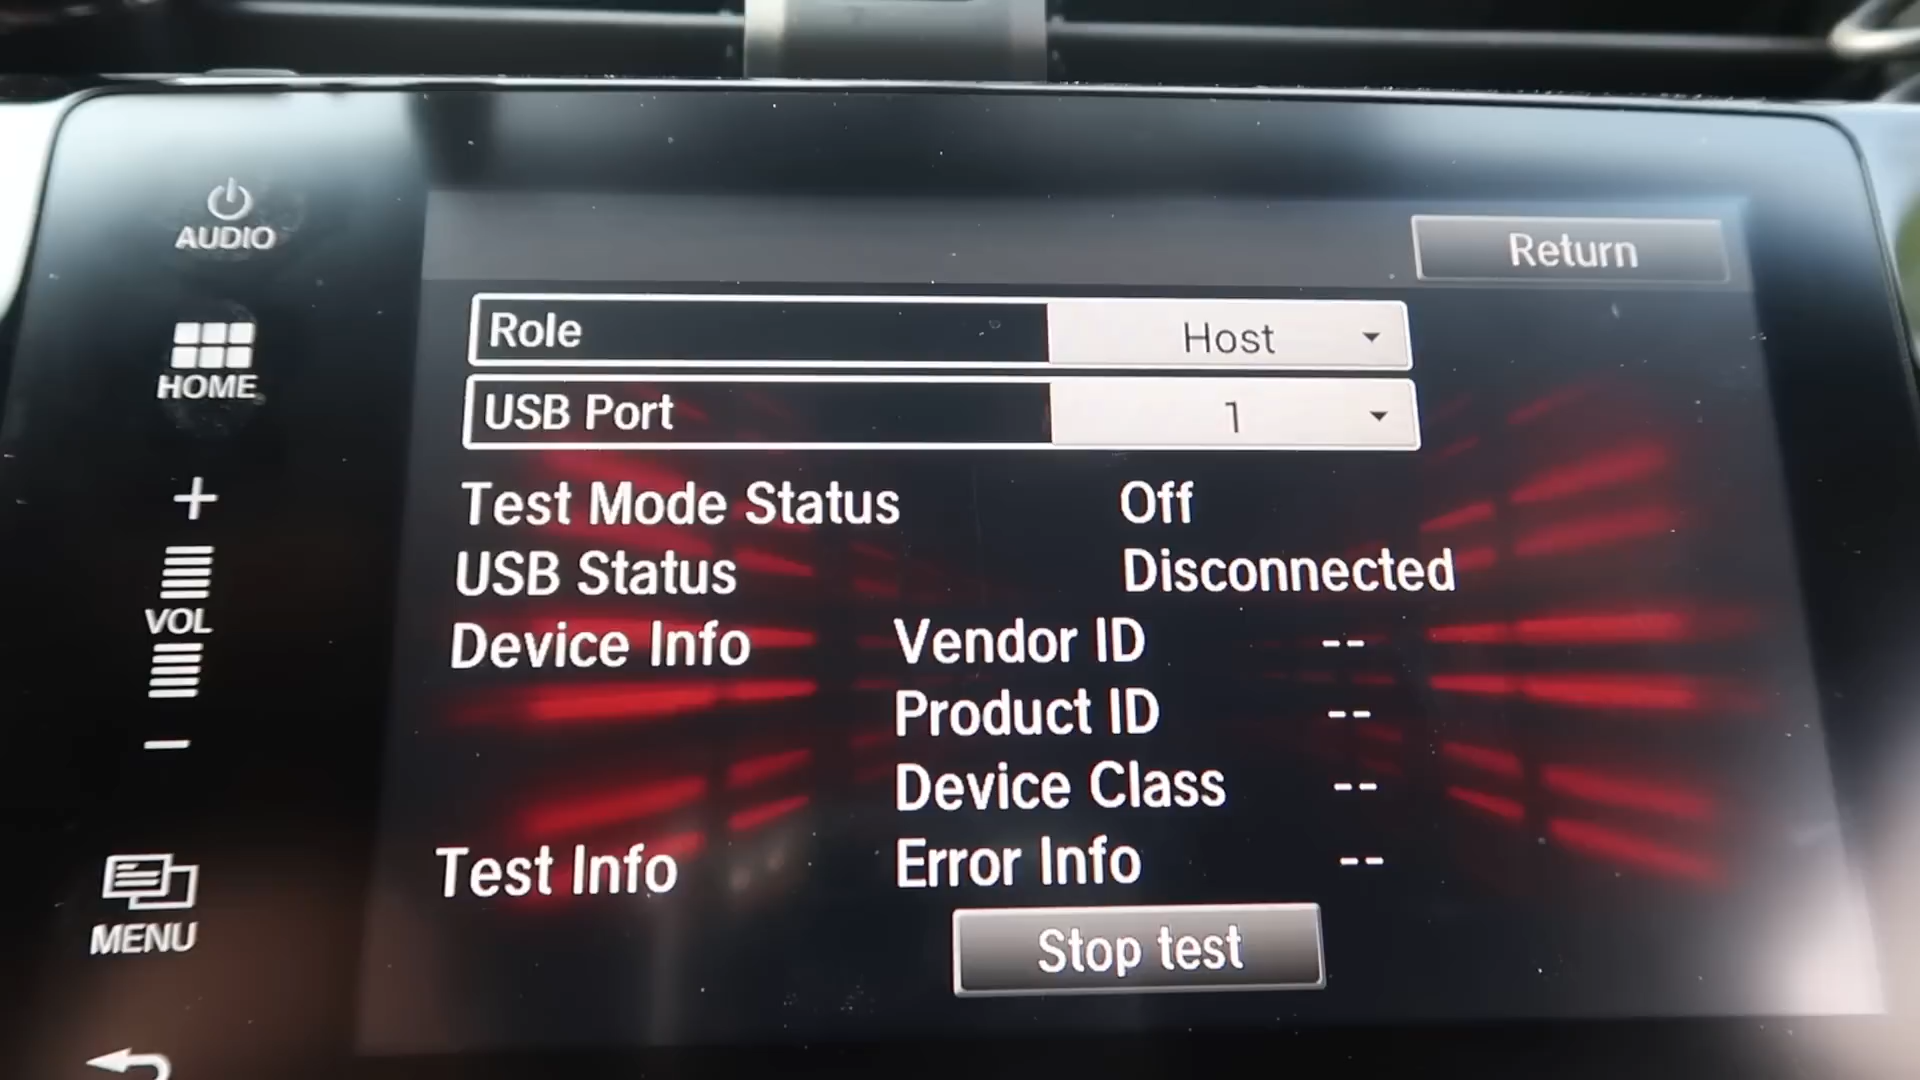 AUDIO
HOME
+
VOL
−
MENU
Return
Role Host
USB Port 1
Test Mode Status Off
USB Status Disconnected
Device Info Vendor ID --
Product ID --
Device Class --
Test Info Error Info --
Stop test